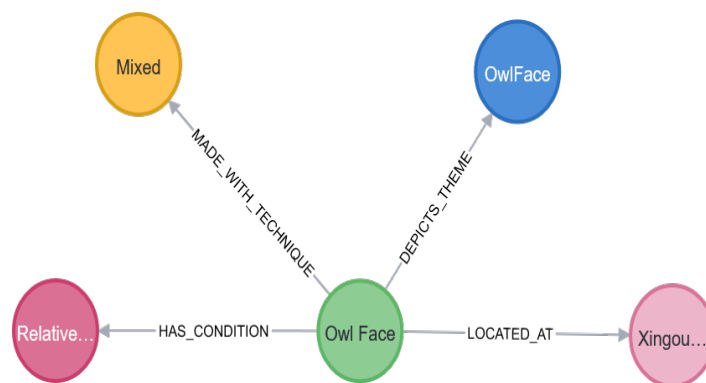 Mixed
OwlFace
MADE_WITH_TECHNIQUE
DEPICTS_THEME
Relative...
HAS_CONDITION
Owl Face
LOCATED_AT
Xingou...